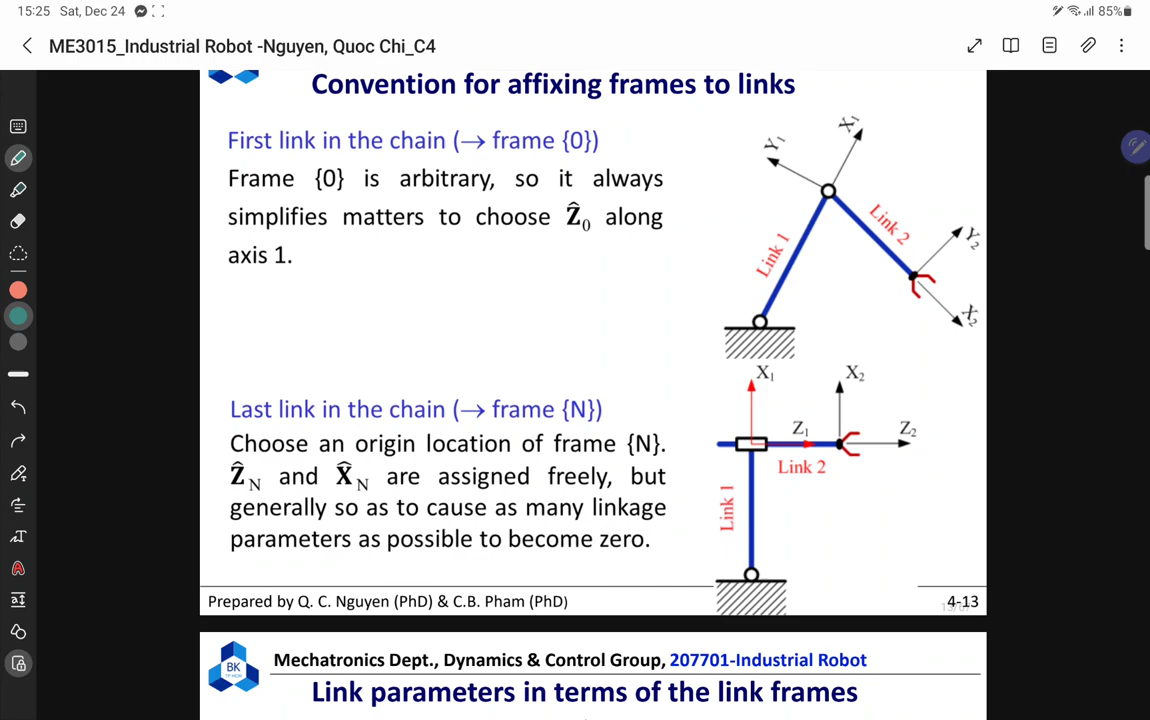 15:25 Sat, Dec 24
85%
ME3015_Industrial Robot -Nguyen, Quoc Chi_C4
Convention for affixing frames to links
First link in the chain (→ frame {0})
Frame {0} is arbitrary, so it always
simplifies matters to choose Ẑ₀ along
axis 1.
Y₁
X₁
Link 1
Link 2
Y₂
X₂
Last link in the chain (→ frame {N})
Choose an origin location of frame {N}.
Ẑ_N and X̂_N are assigned freely, but
generally so as to cause as many linkage
parameters as possible to become zero.
X₁
X₂
Z₁
Z₂
Link 2
Link 1
Prepared by Q. C. Nguyen (PhD) & C.B. Pham (PhD)
4-13
BK
TP.HCM
Mechatronics Dept., Dynamics & Control Group, 207701-Industrial Robot
Link parameters in terms of the link frames